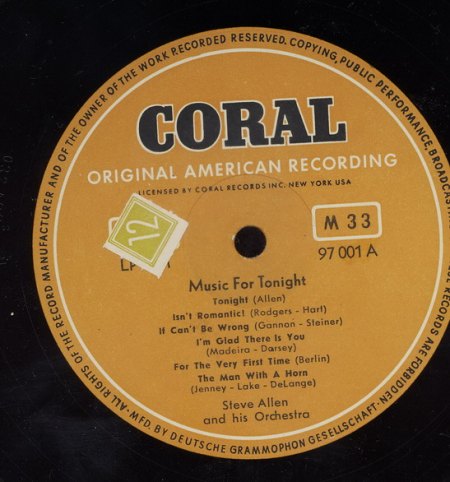 · ALL RIGHTS OF THE RECORD MANUFACTURER AND OF THE OWNER OF THE WORK RECORDED RESERVED. COPYING, PUBLIC PERFORMANCE, BROADCASTING RECORDS ARE FORBIDDEN ·
CORAL
ORIGINAL AMERICAN RECORDING
LICENSED BY CORAL RECORDS INC. NEW YORK USA
12
M 33
LP
97 001 A
Music For Tonight
Tonight (Allen)
Isn't Romantic! (Rodgers - Hart)
If Can't Be Wrong (Gannon - Steiner)
I'm Glad There Is You
(Madeira - Dorsey)
For The Very First Time (Berlin)
The Man With A Horn
(Jenney - Lake - DeLange)
Steve Allen
and his Orchestra
MFD. BY DEUTSCHE GRAMMOPHON GESELLSCHAFT ·